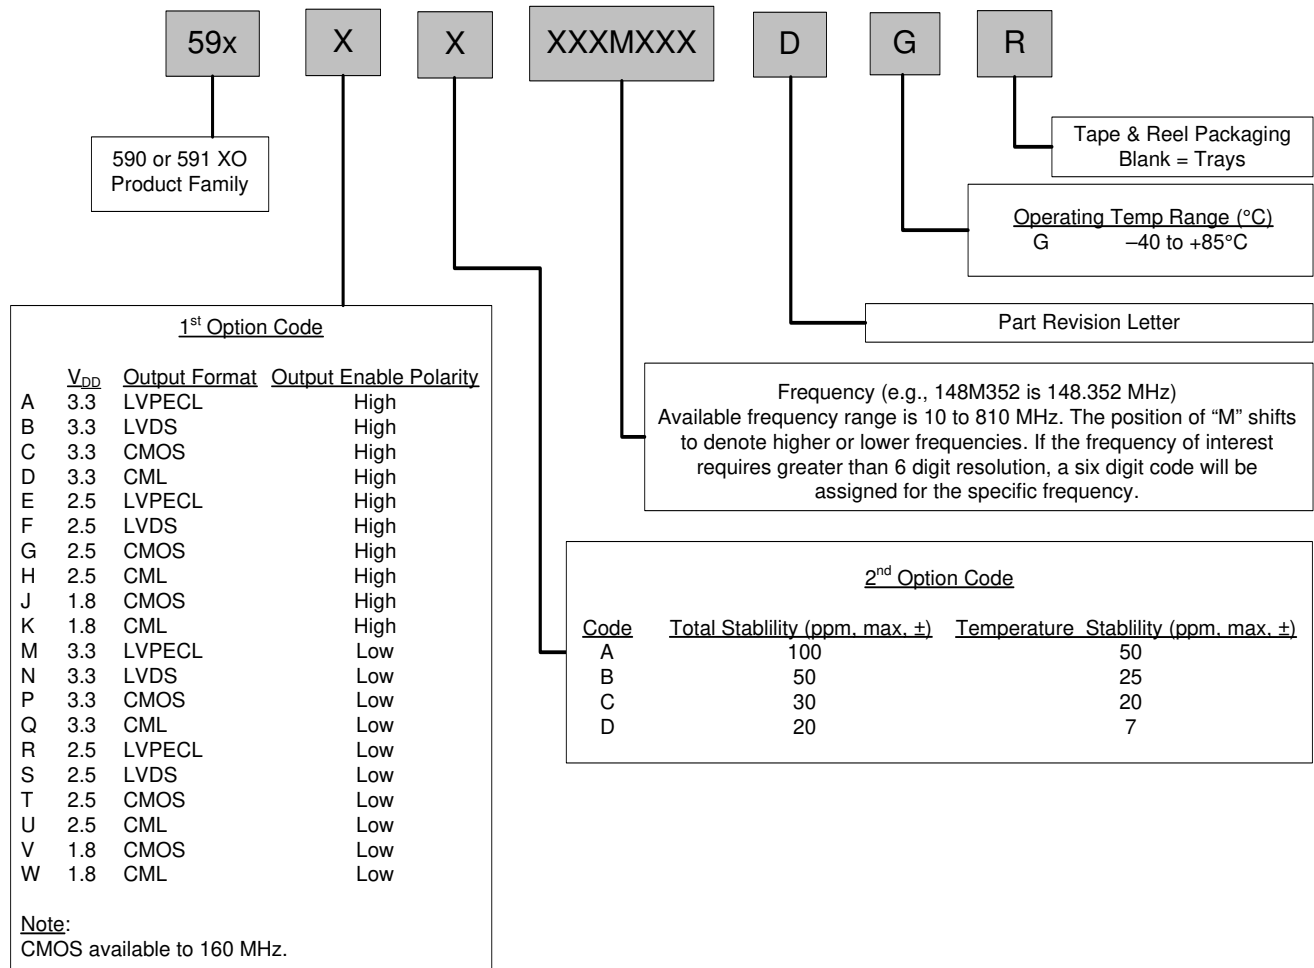 59x X X XXXMXXX D G R
590 or 591 XO
Product Family
Tape & Reel Packaging
Blank = Trays
Operating Temp Range (°C)
G –40 to +85°C
Part Revision Letter
Frequency (e.g., 148M352 is 148.352 MHz)
Available frequency range is 10 to 810 MHz. The position of “M” shifts
to denote higher or lower frequencies. If the frequency of interest
requires greater than 6 digit resolution, a six digit code will be
assigned for the specific frequency.
1st Option Code
VDD Output Format Output Enable Polarity
A 3.3 LVPECL High
B 3.3 LVDS High
C 3.3 CMOS High
D 3.3 CML High
E 2.5 LVPECL High
F 2.5 LVDS High
G 2.5 CMOS High
H 2.5 CML High
J 1.8 CMOS High
K 1.8 CML High
M 3.3 LVPECL Low
N 3.3 LVDS Low
P 3.3 CMOS Low
Q 3.3 CML Low
R 2.5 LVPECL Low
S 2.5 LVDS Low
T 2.5 CMOS Low
U 2.5 CML Low
V 1.8 CMOS Low
W 1.8 CML Low
Note:
CMOS available to 160 MHz.
2nd Option Code
Code Total Stablility (ppm, max, ±) Temperature Stablility (ppm, max, ±)
A 100 50
B 50 25
C 30 20
D 20 7